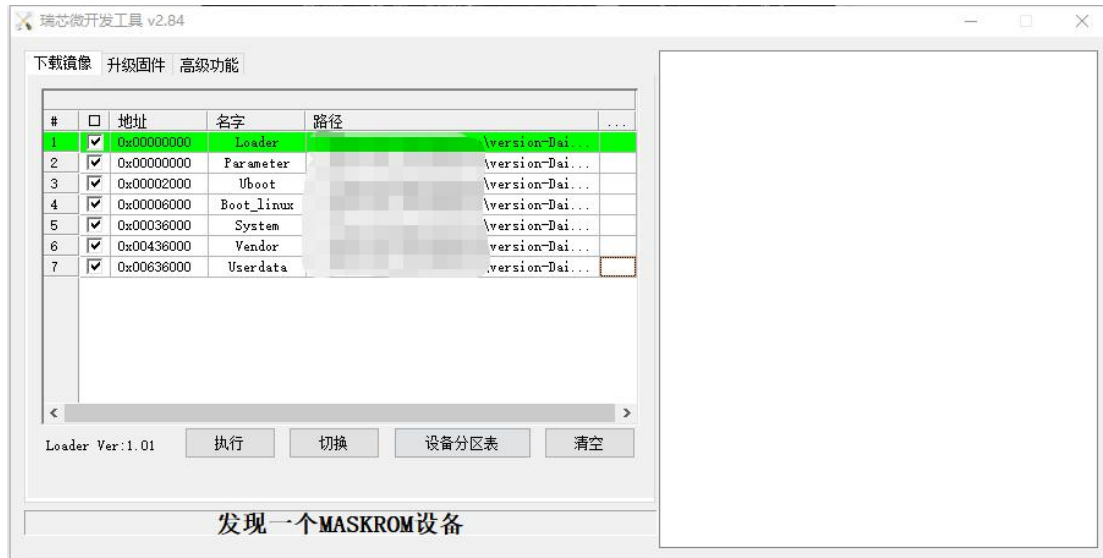 瑞芯微开发工具 v2.84
下载镜像 升级固件 高级功能
# 地址 名字 路径 ...
1 0x00000000 Loader \version-Dai...
2 0x00000000 Parameter \version-Dai...
3 0x00002000 Uboot \version-Dai...
4 0x00006000 Boot_linux \version-Dai...
5 0x00036000 System \version-Dai...
6 0x00436000 Vendor version-Dai...
7 0x00636000 Userdata version-Dai...
Loader Ver:1.01 执行 切换 设备分区表 清空
发现一个MASKROM设备